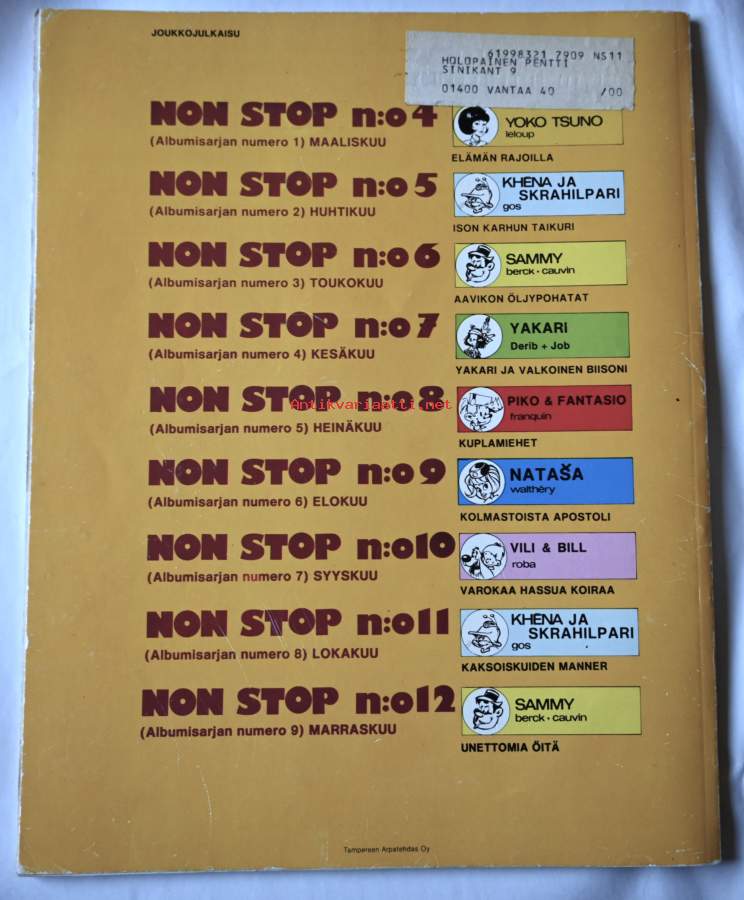 JOUKKOJULKAISU
61998321 7909 NS11
HOLOPAINEN PENTTI
SINIKANT 9
01400 VANTAA 40 /00
NON STOP n:o 4
(Albumisarjan numero 1) MAALISKUU
YOKO TSUNO
leloup
ELÄMÄN RAJOILLA
NON STOP n:o 5
(Albumisarjan numero 2) HUHTIKUU
KHENA JA
SKRAHILPARI
gos
ISON KARHUN TAIKURI
NON STOP n:o 6
(Albumisarjan numero 3) TOUKOKUU
SAMMY
berck • cauvin
AAVIKON ÖLJYPOHATAT
NON STOP n:o 7
(Albumisarjan numero 4) KESÄKUU
YAKARI
Derib + Job
YAKARI JA VALKOINEN BIISONI
NON STOP n:o 8
Antikvariaatti.net
(Albumisarjan numero 5) HEINÄKUU
PIKO & FANTASIO
franquin
KUPLAMIEHET
NON STOP n:o 9
(Albumisarjan numero 6) ELOKUU
NATAŠA
walthéry
KOLMASTOISTA APOSTOLI
NON STOP n:o 10
(Albumisarjan numero 7) SYYSKUU
VILI & BILL
roba
VAROKAA HASSUA KOIRAA
NON STOP n:o 11
(Albumisarjan numero 8) LOKAKUU
KHENA JA
SKRAHILPARI
gos
KAKSOISKUIDEN MANNER
NON STOP n:o 12
(Albumisarjan numero 9) MARRASKUU
SAMMY
berck • cauvin
UNETTOMIA ÖITÄ
Tampereen Arpatehdas Oy